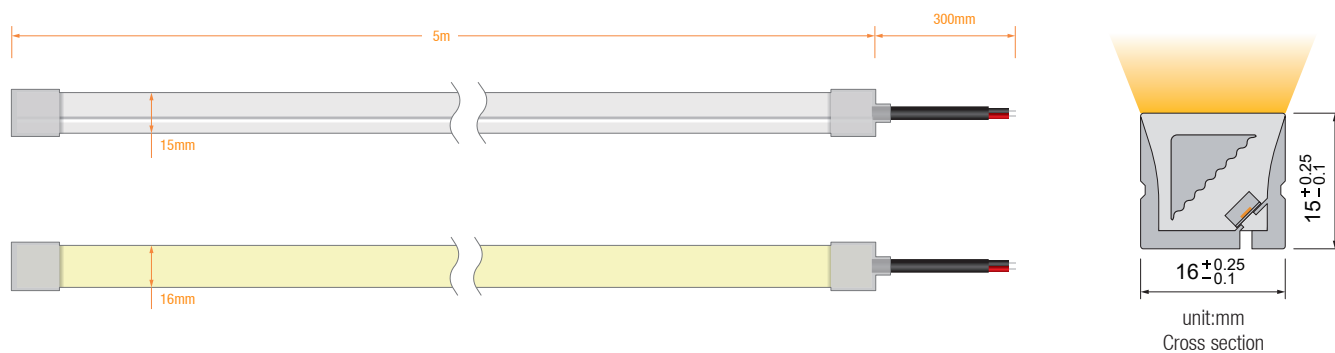 5m
300mm
15mm
16mm
15 +0.25 -0.1
16 +0.25 -0.1
unit:mm
Cross section